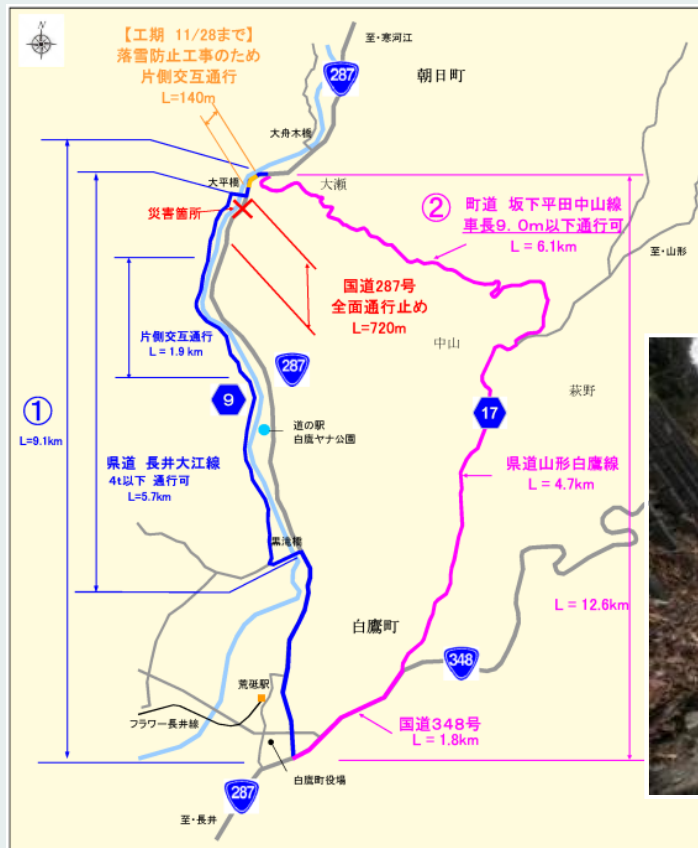 N
【工期 11/28まで】
落雪防止工事のため
片側交互通行
L=140m
至・寒河江
287
朝日町
大舟木橋
大平橋
大瀬
災害箇所
②
町道 坂下平田中山線
車長9.0m以下通行可
L = 6.1km
至・山形
国道287号
全面通行止め
L=720m
片側交互通行
L = 1.9 km
中山
287
萩野
①
L=9.1km
9
17
道の駅
白鷹ヤナ公園
県道 長井大江線
4t以下 通行可
L=5.7km
県道山形白鷹線
L = 4.7km
黒滝橋
L = 12.6km
白鷹町
348
荒砥駅
フラワー長井線
国道348号
L = 1.8km
白鷹町役場
287
至・長井